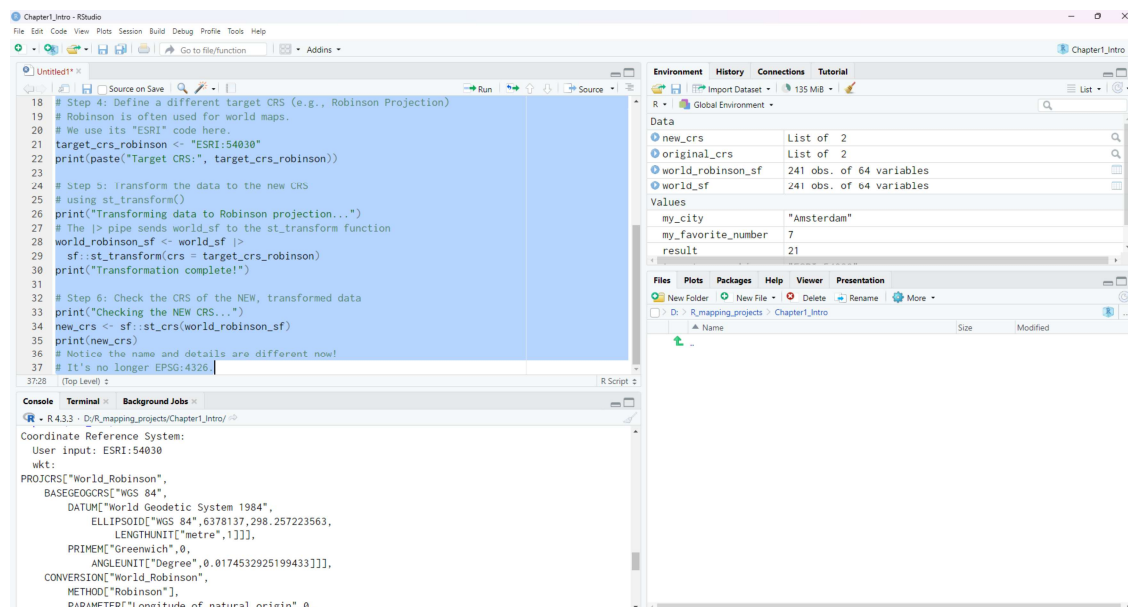 Chapter1_Intro - RStudio
File Edit Code View Plots Session Build Debug Profile Tools Help
Go to file/function Addins Chapter1_Intro
Untitled1*
Source on Save Run Source
18 # Step 4: Define a different target CRS (e.g., Robinson Projection)
19 # Robinson is often used for world maps.
20 # We use its "ESRI" code here.
21 target_crs_robinson <- "ESRI:54030"
22 print(paste("Target CRS:", target_crs_robinson))
23
24 # Step 5: Transform the data to the new CRS
25 # using st_transform()
26 print("Transforming data to Robinson projection...")
27 # The |> pipe sends world_sf to the st_transform function
28 world_robinson_sf <- world_sf |>
29 sf::st_transform(crs = target_crs_robinson)
30 print("Transformation complete!")
31
32 # Step 6: Check the CRS of the NEW, transformed data
33 print("Checking the NEW CRS...")
34 new_crs <- sf::st_crs(world_robinson_sf)
35 print(new_crs)
36 # Notice the name and details are different now!
37 # It's no longer EPSG:4326.
37:28 (Top Level) R Script
Console Terminal Background Jobs
R 4.3.3 · D:/R_mapping_projects/Chapter1_Intro/
Coordinate Reference System:
User input: ESRI:54030
wkt:
PROJCRS["World_Robinson",
BASEGEOGCRS["WGS 84",
DATUM["World Geodetic System 1984",
ELLIPSOID["WGS 84",6378137,298.257223563,
LENGTHUNIT["metre",1]]],
PRIMEM["Greenwich",0,
ANGLEUNIT["Degree",0.0174532925199433]]],
CONVERSION["World_Robinson",
METHOD["Robinson"],
PARAMETER["Longitude of natural origin",0,
Environment History Connections Tutorial
Import Dataset 135 MiB List
R Global Environment
Data
new_crs List of 2
original_crs List of 2
world_robinson_sf 241 obs. of 64 variables
world_sf 241 obs. of 64 variables
Values
my_city "Amsterdam"
my_favorite_number 7
result 21
Files Plots Packages Help Viewer Presentation
New Folder New File Delete Rename More
D: R_mapping_projects Chapter1_Intro
Name Size Modified
..